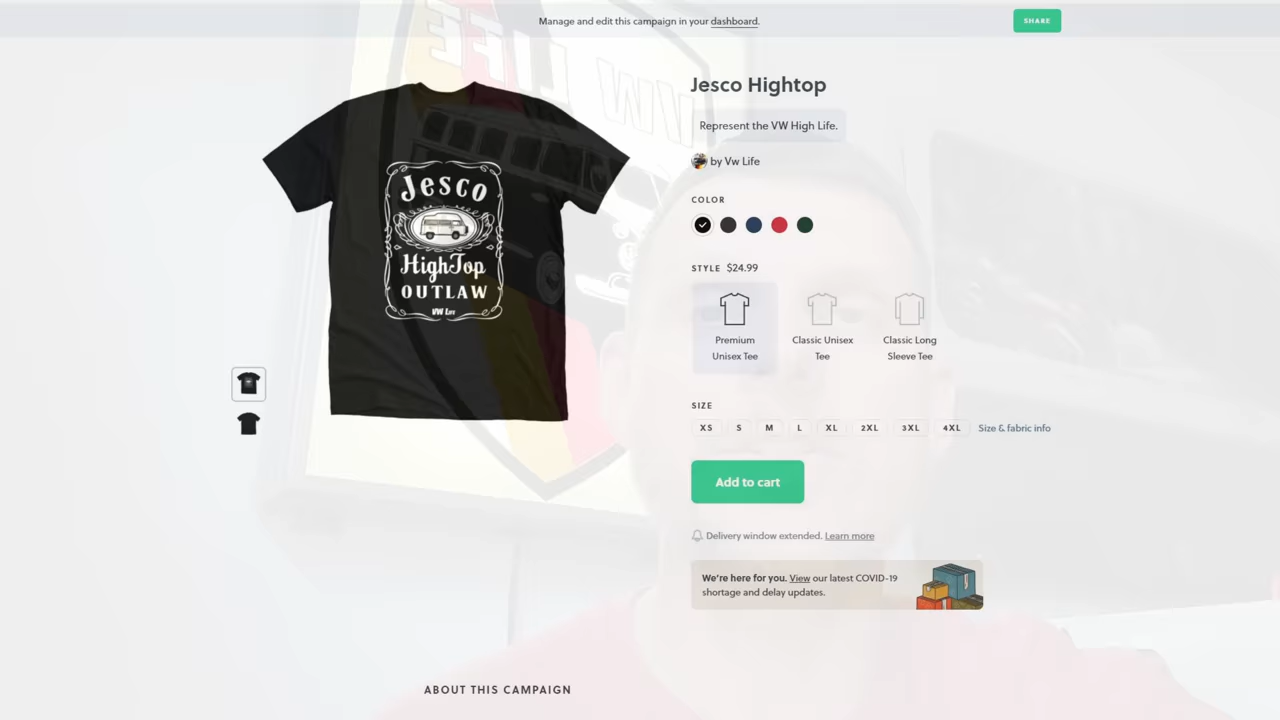 Manage and edit this campaign in your dashboard.
SHARE
VW LIFE
Jesco
HighTop
OUTLAW
VW Life
Jesco Hightop
Represent the VW High Life.
by Vw Life
COLOR
STYLE $24.99
Premium
Unisex Tee
Classic Unisex
Tee
Classic Long
Sleeve Tee
SIZE
XS S M L XL 2XL 3XL 4XL Size & fabric info
Add to cart
Delivery window extended. Learn more
We're here for you. View our latest COVID-19
shortage and delay updates.
ABOUT THIS CAMPAIGN